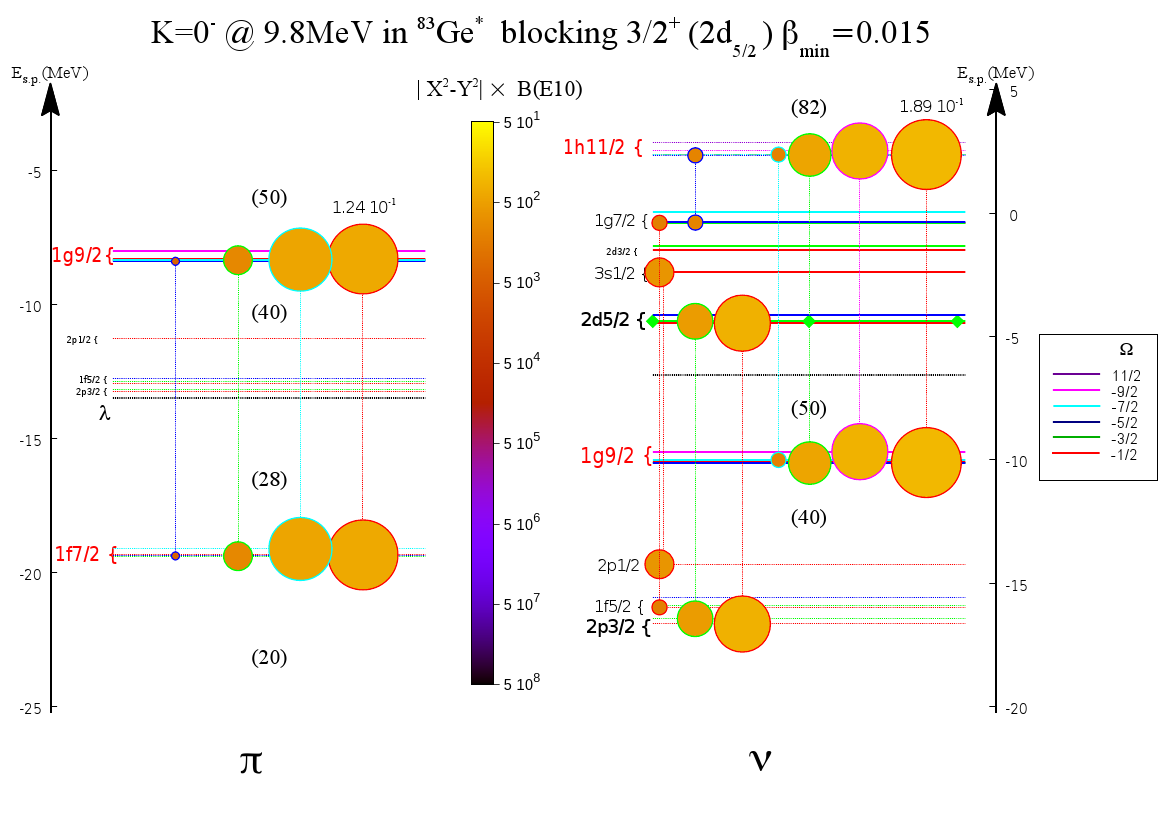 K=0- @ 9.8MeV in 83Ge* blocking 3/2+ (2d5/2 ) βmin=0.015
Es.p.(MeV)
| X2-Y2| × B(E10)
Es.p.(MeV)
-5
-10
-15
-20
-25
(50)
1.24 10-1
1g9/2 {
(40)
2p1/2 {
1f5/2 {
2p3/2 {
λ
(28)
1f7/2 {
(20)
π
5 101
5 102
5 103
5 104
5 105
5 106
5 107
5 108
(82)
1.89 10-1
1h11/2 {
1g7/2 {
2d3/2 {
3s1/2 {
2d5/2 {
(50)
1g9/2 {
(40)
2p1/2
1f5/2 {
2p3/2 {
ν
5
0
-5
-10
-15
-20
Ω
11/2
-9/2
-7/2
-5/2
-3/2
-1/2